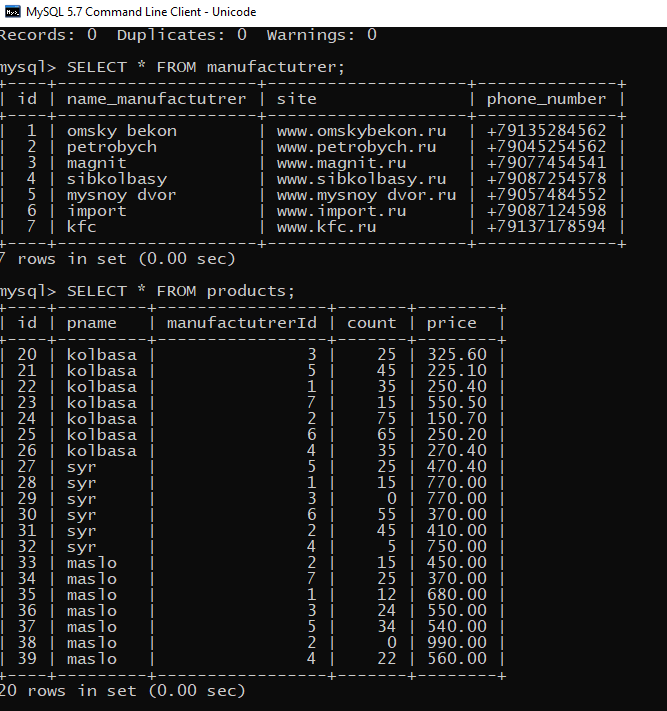 MySQL 5.7 Command Line Client - Unicode
Records: 0  Duplicates: 0  Warnings: 0
mysql> SELECT * FROM manufactutrer;
+----+-------------------+--------------------+--------------+
| id | name_manufactutrer | site               | phone_number |
+----+-------------------+--------------------+--------------+
|  1 | omsky bekon       | www.omskybekon.ru  | +79135284562 |
|  2 | petrobych         | www.petrobych.ru   | +79045254562 |
|  3 | magnit            | www.magnit.ru      | +79077454541 |
|  4 | sibkolbasy        | www.sibkolbasy.ru  | +79087254578 |
|  5 | mysnoy dvor       | www.mysnoy dvor.ru | +79057484552 |
|  6 | import            | www.import.ru      | +79087124598 |
|  7 | kfc               | www.kfc.ru         | +79137178594 |
+----+-------------------+--------------------+--------------+
7 rows in set (0.00 sec)
mysql> SELECT * FROM products;
+----+---------+-----------------+-------+--------+
| id | pname   | manufactutrerId | count | price  |
+----+---------+-----------------+-------+--------+
| 20 | kolbasa |               3 |    25 | 325.60 |
| 21 | kolbasa |               5 |    45 | 225.10 |
| 22 | kolbasa |               1 |    35 | 250.40 |
| 23 | kolbasa |               7 |    15 | 550.50 |
| 24 | kolbasa |               2 |    75 | 150.70 |
| 25 | kolbasa |               6 |    65 | 250.20 |
| 26 | kolbasa |               4 |    35 | 270.40 |
| 27 | syr     |               5 |    25 | 470.40 |
| 28 | syr     |               1 |    15 | 770.00 |
| 29 | syr     |               3 |     0 | 770.00 |
| 30 | syr     |               6 |    55 | 370.00 |
| 31 | syr     |               2 |    45 | 410.00 |
| 32 | syr     |               4 |     5 | 750.00 |
| 33 | maslo   |               2 |    15 | 450.00 |
| 34 | maslo   |               7 |    25 | 370.00 |
| 35 | maslo   |               1 |    12 | 680.00 |
| 36 | maslo   |               3 |    24 | 550.00 |
| 37 | maslo   |               5 |    34 | 540.00 |
| 38 | maslo   |               2 |     0 | 990.00 |
| 39 | maslo   |               4 |    22 | 560.00 |
+----+---------+-----------------+-------+--------+
20 rows in set (0.00 sec)